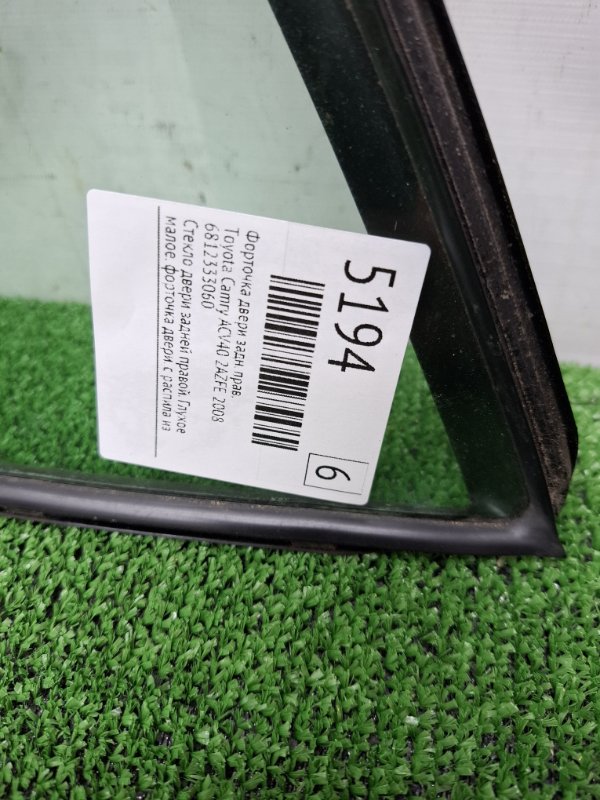 5194
6
Форточка двери задн. прав.
Toyota Camry ACV40 2AZFE 2008
6812333060
Стекло двери задней правой. Глухое
малое. форточка двери с распила из